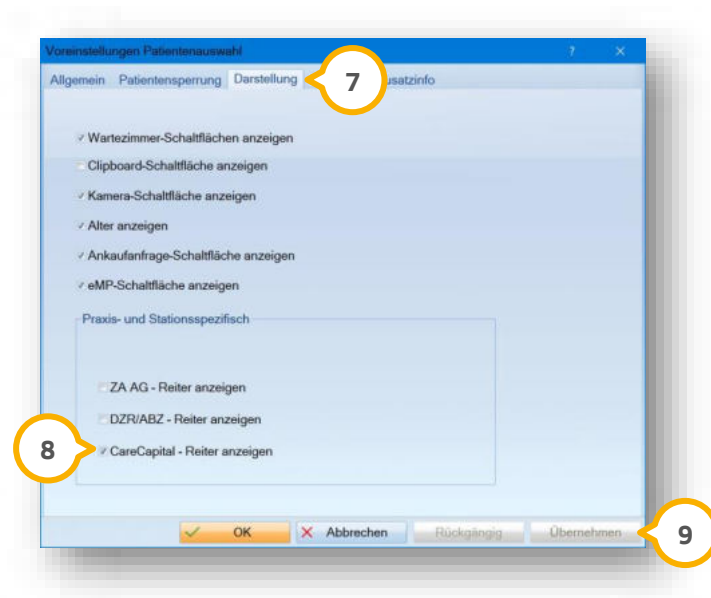 Voreinstellungen Patientenauswahl ? ×
Allgemein Patientensperrung Darstellung 7
Wartezimmer-Schaltflächen anzeigen
Clipboard-Schaltfläche anzeigen
Kamera-Schaltfläche anzeigen
Alter anzeigen
Ankaufanfrage-Schaltfläche anzeigen
eMP-Schaltfläche anzeigen
Praxis- und Stationsspezifisch
ZA AG - Reiter anzeigen
DZR/ABZ - Reiter anzeigen
8 CareCapital - Reiter anzeigen
OK Abbrechen Rückgängig Übernehmen 9